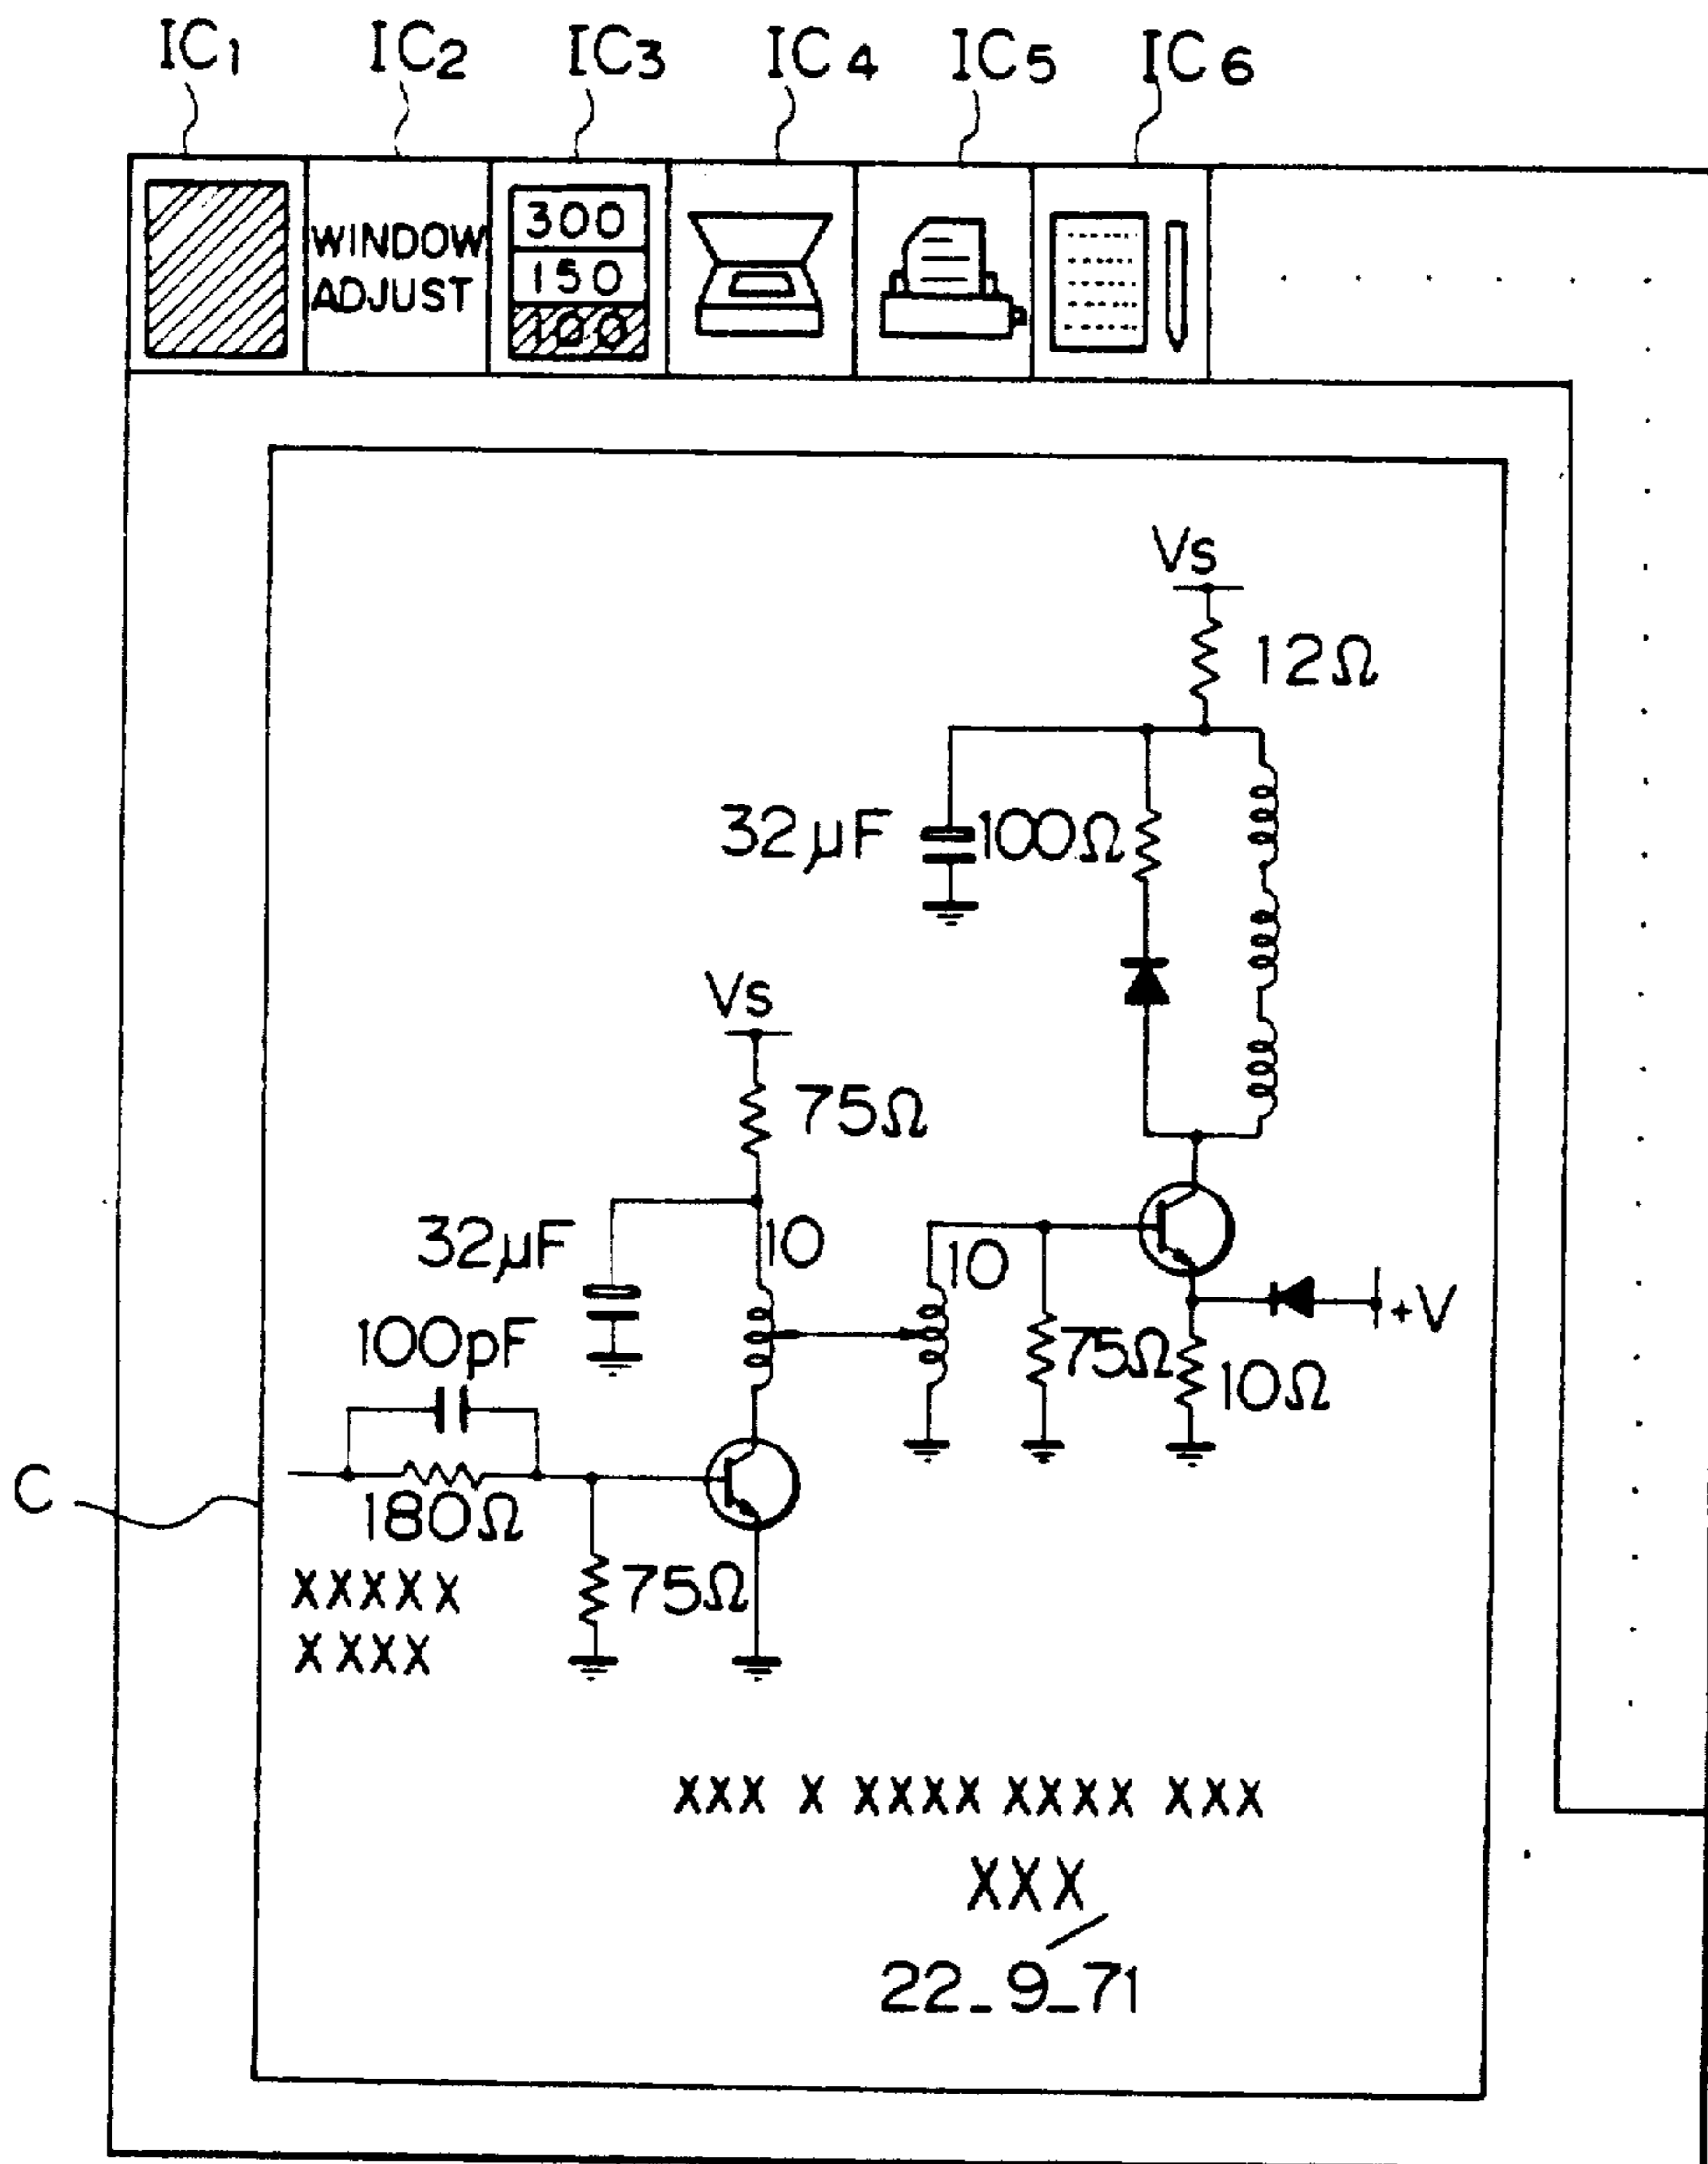 IC1 IC2 IC3 IC4 IC5 IC6
WINDOW
ADJUST
300
150
100
Vs
12Ω
32μF
100Ω
Vs
75Ω
32μF
10
10
+V
100pF
75Ω
10Ω
C
180Ω
75Ω
XXXXX
XXXX
XXX X XXXX XXXX XXX
XXX
22_9_71